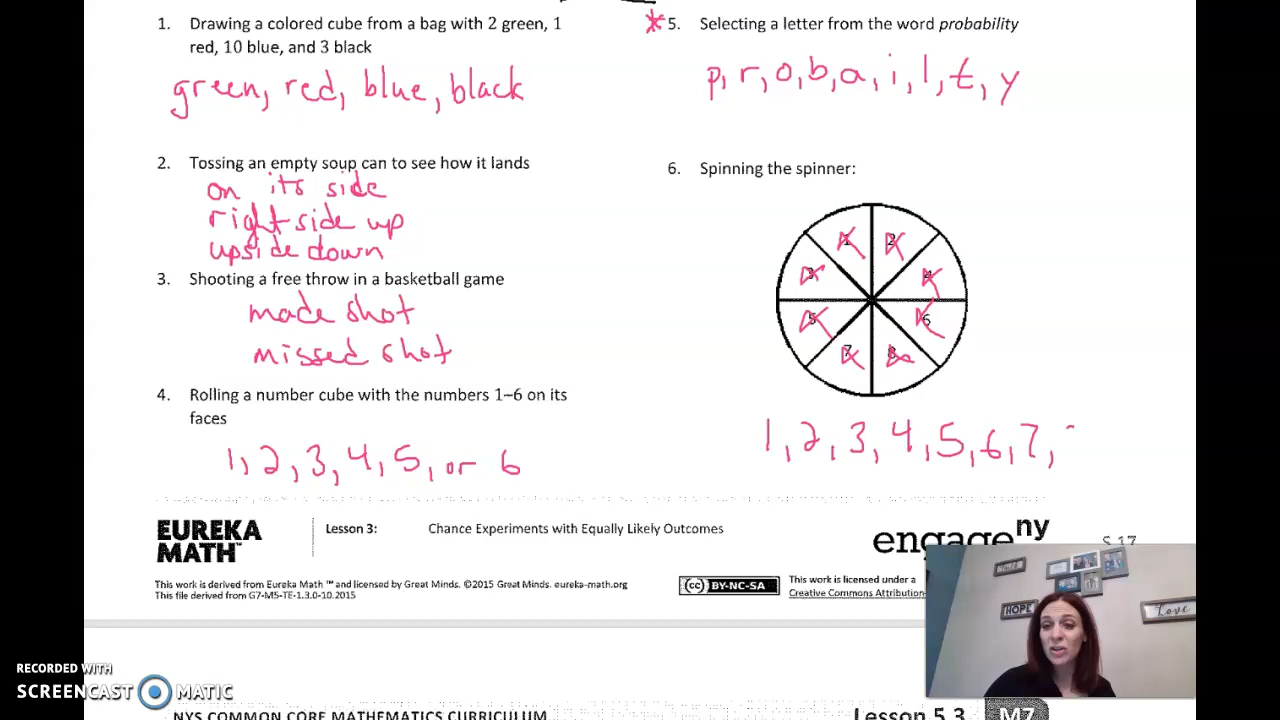 1. Drawing a colored cube from a bag with 2 green, 1
red, 10 blue, and 3 black
green, red, blue, black
2. Tossing an empty soup can to see how it lands
on its side
right side up
upside down
3. Shooting a free throw in a basketball game
made shot
missed shot
4. Rolling a number cube with the numbers 1–6 on its
faces
1, 2, 3, 4, 5, or 6
*5. Selecting a letter from the word probability
p, r, o, b, a, i, l, t, y
6. Spinning the spinner:
1 2
3 4
5 6
7 8
1, 2, 3, 4, 5, 6, 7,
EUREKA
MATH™
Lesson 3: Chance Experiments with Equally Likely Outcomes
engageny
S.17
This work is derived from Eureka Math ™ and licensed by Great Minds. ©2015 Great Minds. eureka-math.org
This file derived from G7-M5-TE-1.3.0-10.2015
(cc) BY-NC-SA
This work is licensed under a
Creative Commons Attribution-
HOPE
Love
RECORDED WITH
SCREENCAST MATIC
NYS COMMON CORE MATHEMATICS CURRICULUM
Lesson 5.3 M7